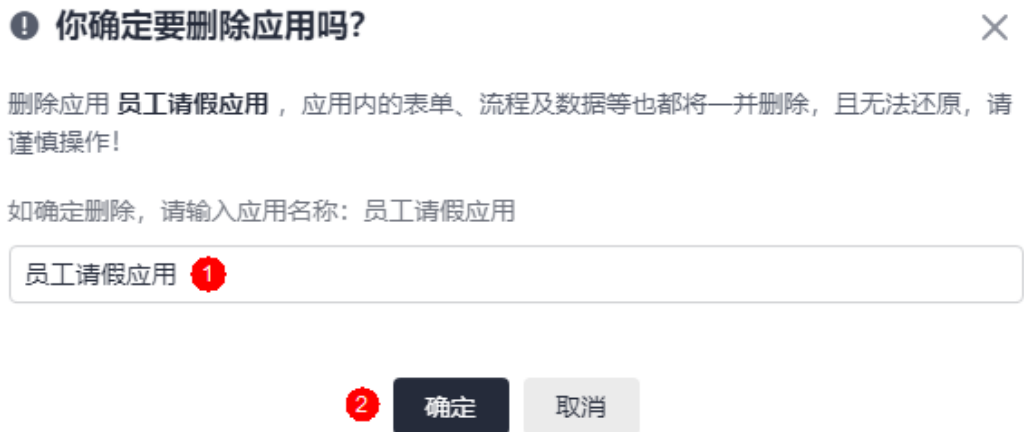 你确定要删除应用吗?
删除应用 员工请假应用 ，应用内的表单、流程及数据等也都将一并删除，且无法还原，请
谨慎操作！
如确定删除，请输入应用名称：员工请假应用
员工请假应用 1
2 确定 取消